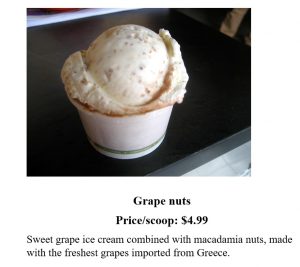 Grape nuts
Price/scoop: $4.99
Sweet grape ice cream combined with macadamia nuts, made
with the freshest grapes imported from Greece.